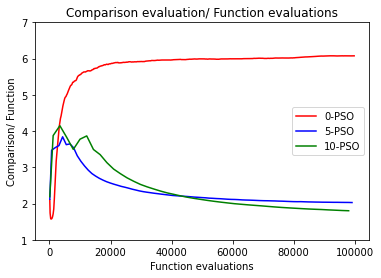 Comparison evaluation/ Function evaluations
Comparison/ Function
7
6
5
4
3
2
1
0-PSO
5-PSO
10-PSO
0 20000 40000 60000 80000 100000
Function evaluations